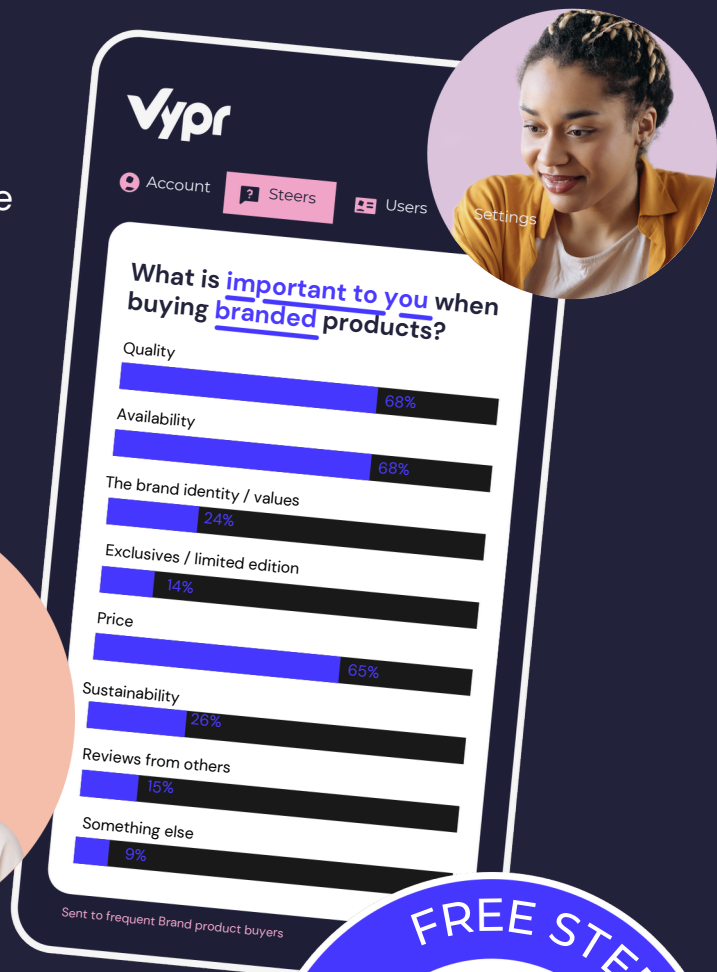 e
Vypr
Account
Steers
Users
Settings
What is important to you when
buying branded products?
Quality
68%
Availability
68%
The brand identity / values
24%
Exclusives / limited edition
14%
Price
65%
Sustainability
26%
Reviews from others
15%
Something else
9%
Sent to frequent Brand product buyers
FREE STE